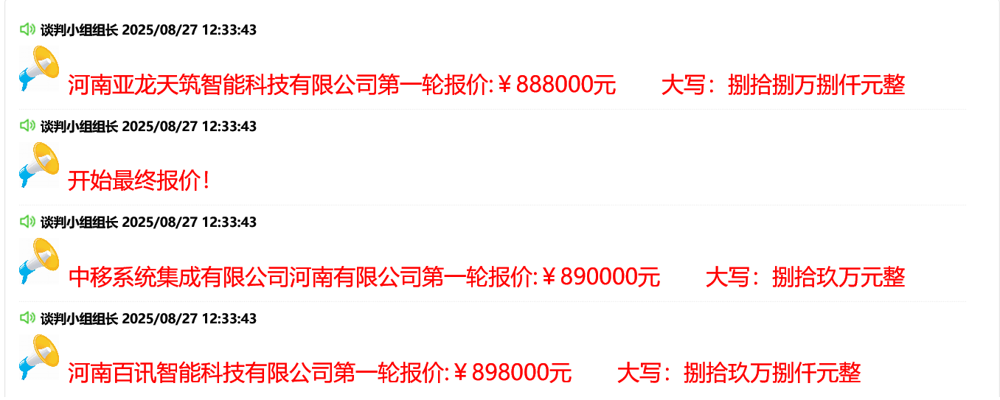 谈判小组组长 2025/08/27 12:33:43
河南亚龙天筑智能科技有限公司第一轮报价:￥888000元 大写：捌拾捌万捌仟元整
谈判小组组长 2025/08/27 12:33:43
开始最终报价！
谈判小组组长 2025/08/27 12:33:43
中移系统集成有限公司河南有限公司第一轮报价:￥890000元 大写：捌拾玖万元整
谈判小组组长 2025/08/27 12:33:43
河南百讯智能科技有限公司第一轮报价:￥898000元 大写：捌拾玖万捌仟元整